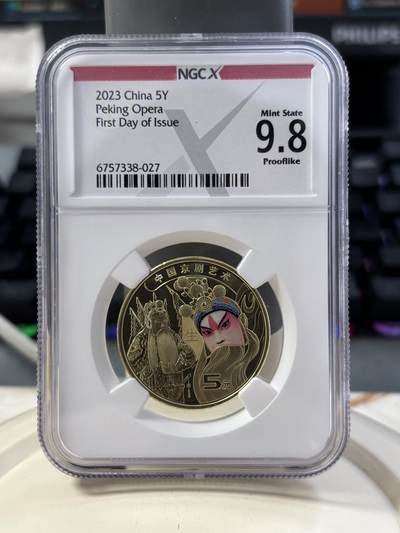 PHILIPS
NGCX
2023 China 5Y
Peking Opera
First Day of Issue
6757338-027
Mint State
9.8
Prooflike
中国京剧艺术
5元